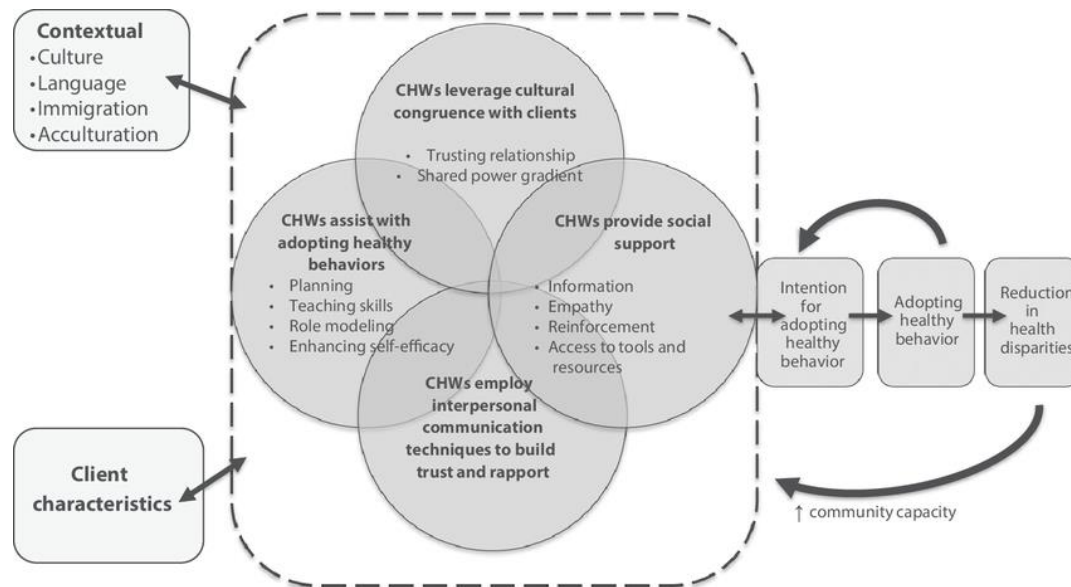 Contextual
•Culture
•Language
•Immigration
•Acculturation
CHWs leverage cultural
congruence with clients
• Trusting relationship
• Shared power gradient
CHWs assist with
adopting healthy
behaviors
• Planning
• Teaching skills
• Role modeling
• Enhancing self-efficacy
CHWs provide social
support
• Information
• Empathy
• Reinforcement
• Access to tools and
resources
CHWs employ
interpersonal
communication
techniques to build
trust and rapport
Client
characteristics
Intention
for
adopting
healthy
behavior
Adopting
healthy
behavior
Reduction
in
health
disparities
↑ community capacity